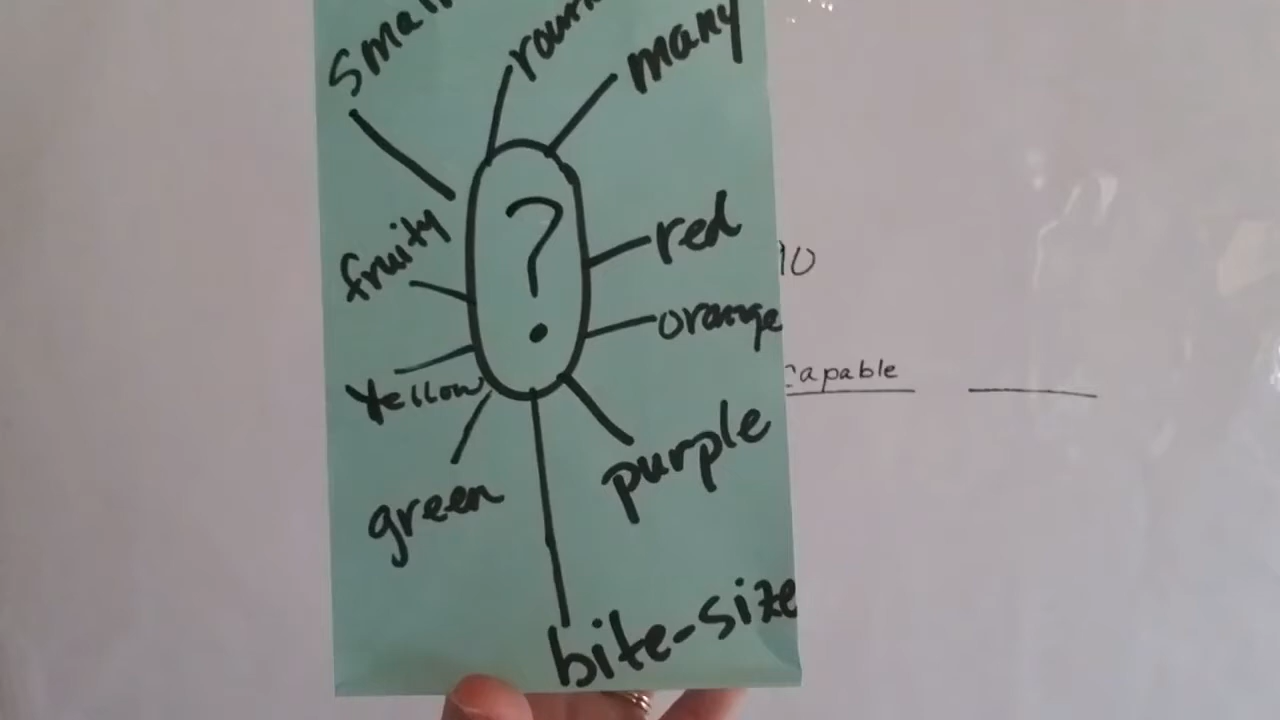 many
red
fruity
orange
Yellow
Capable
purple
green
bite-size
?